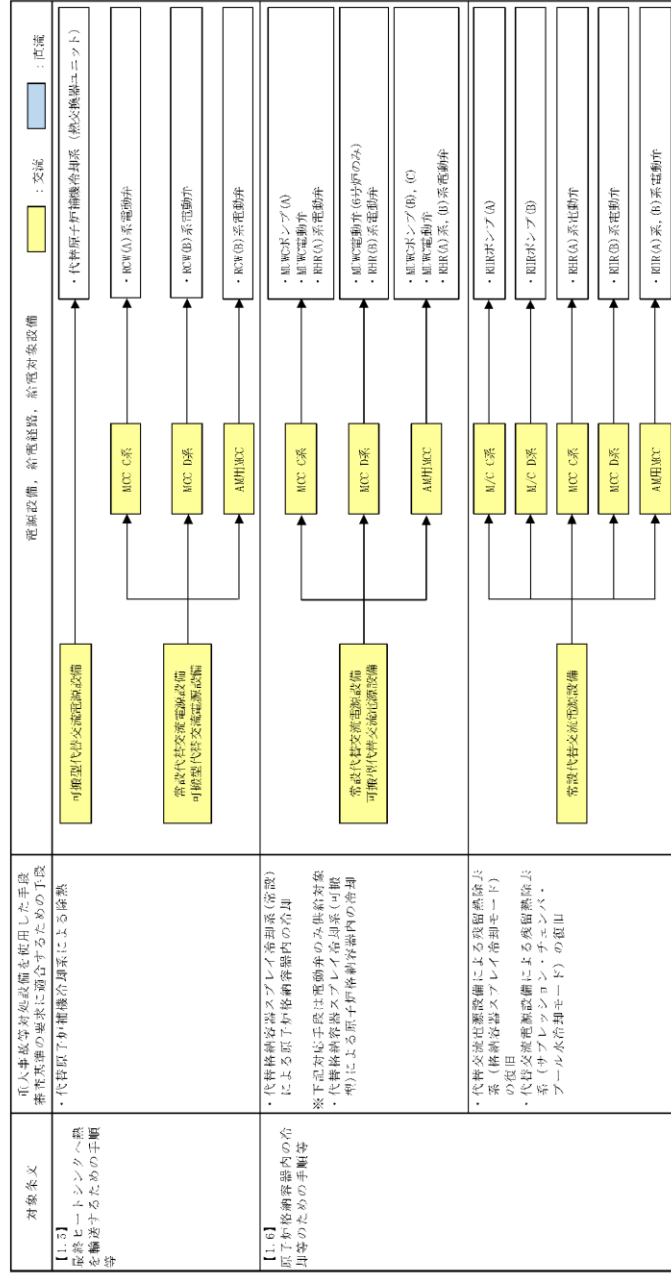 対象条文
重大事故等対処設備を使用した手段
審査基準の要求に適合するための手段
電源設備，給電経路，給電対象設備
：交流
：直流
【1.5】
最終ヒートシンクへ熱
を輸送するための手順
等
・代替原子炉補機冷却系による除熱
可搬型代替交流電源設備
・代替原子炉補機冷却系 (熱交換器ユニット)
常設代替交流電源設備
可搬型代替交流電源設備
MCC C系
・RCW(A)系電動弁
MCC D系
・RCW(B)系電動弁
AM用MCC
・RCW(B)系電動弁
【1.6】
原子炉格納容器内の冷
却等のための手順等
・代替格納容器スプレイ冷却系(常設)
による原子炉格納容器内の冷却
※下記対応手段は電動弁のみ供給対象
・代替格納容器スプレイ冷却系(可搬
型)による原子炉格納容器内の冷却
常設代替交流電源設備
可搬型代替交流電源設備
MCC C系
・MUWCポンプ(A)
・MUWC電動弁
・RHR(A)系電動弁
MCC D系
・MUWC電動弁(6号炉のみ)
・RHR(B)系電動弁
AM用MCC
・MUWCポンプ(B),(C)
・MUWC電動弁
・RHR(A)系,(B)系電動弁
・代替交流電源設備による残留熱除去
系 (格納容器スプレイ冷却モード)
の復旧
・代替交流電源設備による残留熱除去
系 (サプレッション・チェンバ・
プール水冷却モード) の復旧
常設代替交流電源設備
M/C C系
・RHRポンプ(A)
M/C D系
・RHRポンプ(B)
MCC C系
・RHR(A)系電動弁
MCC D系
・RHR(B)系電動弁
AM用MCC
・RHR(A)系,(B)系電動弁